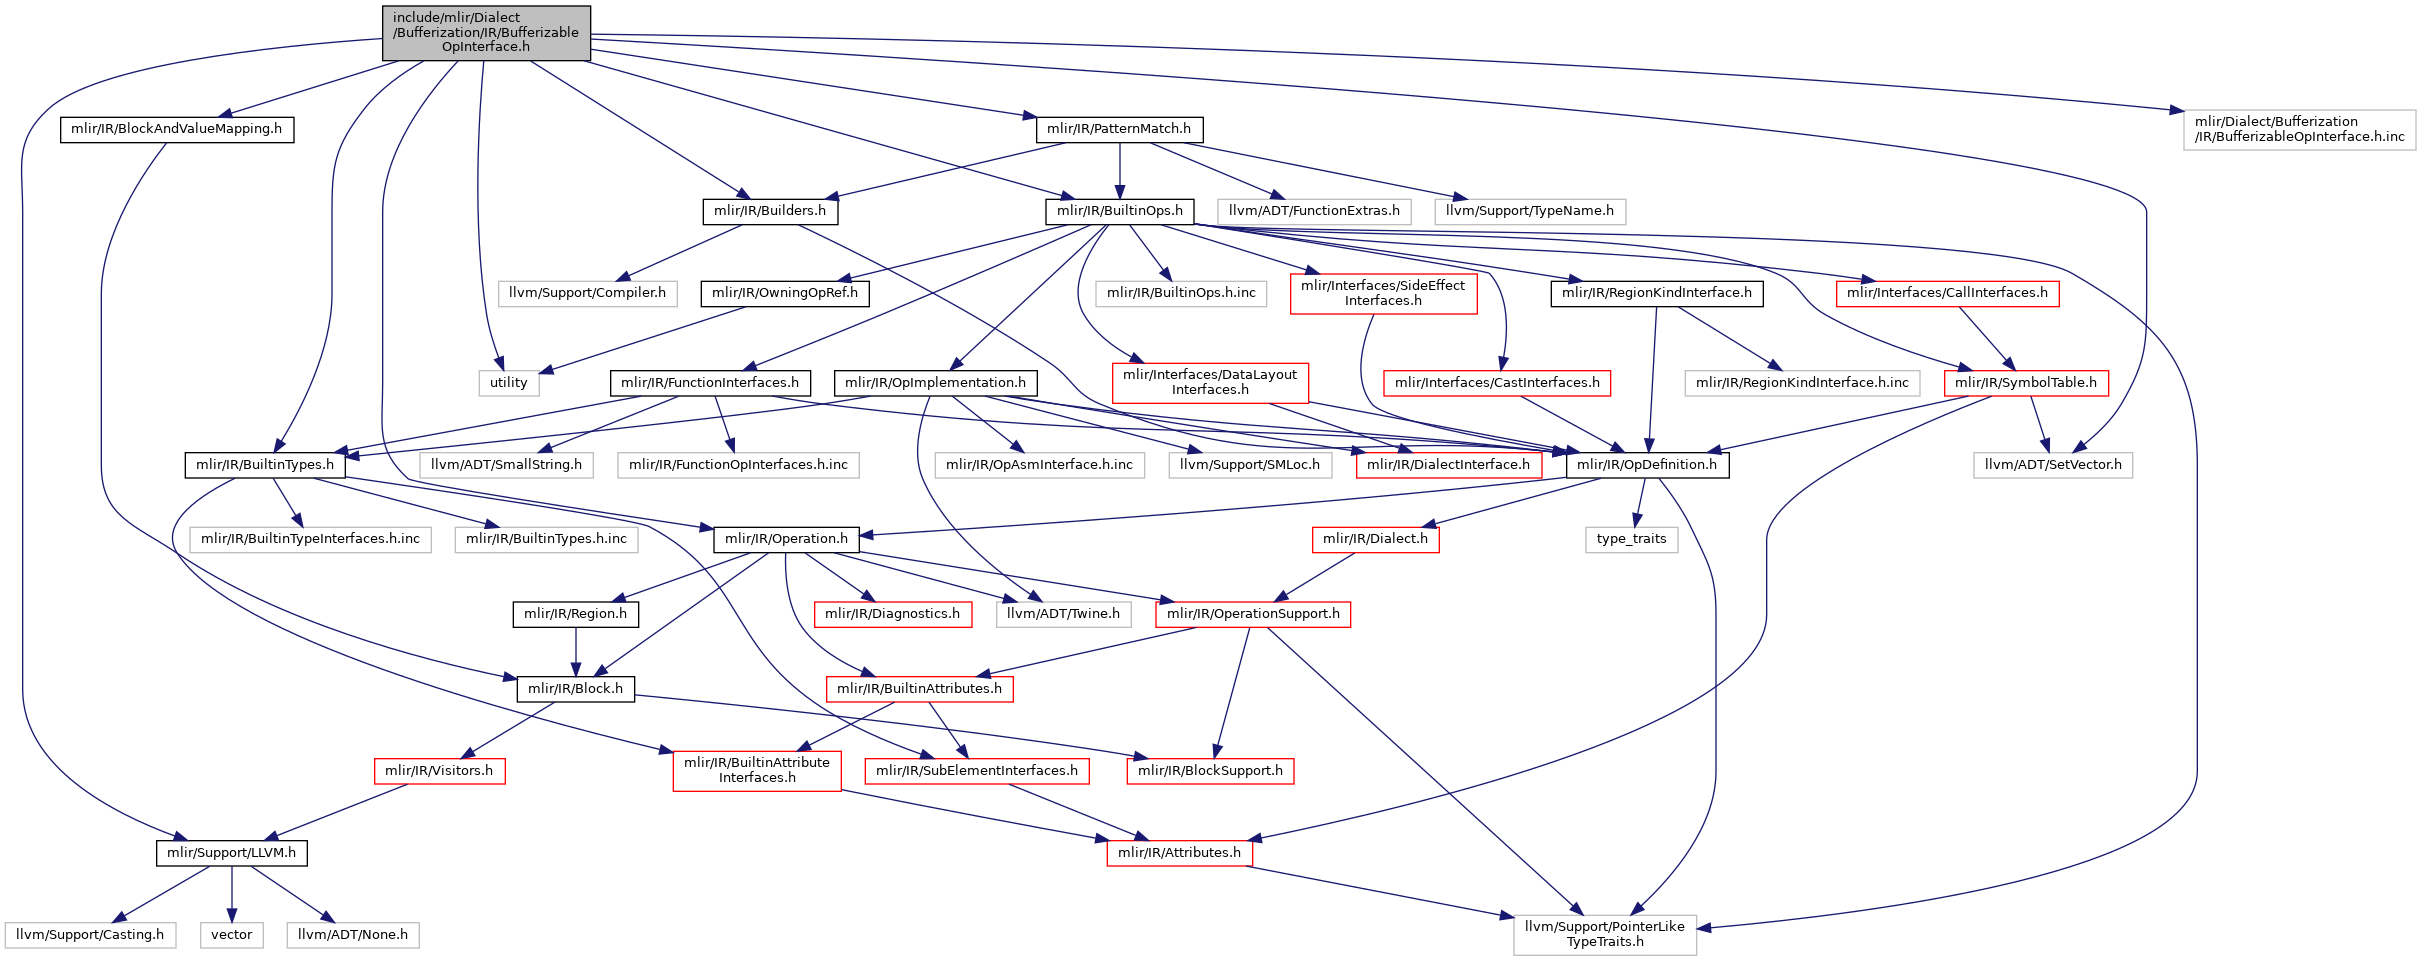 include/mlir/Dialect
/Bufferization/IR/Bufferizable
OpInterface.h
mlir/Dialect/Bufferization
/IR/BufferizableOpInterface.h.inc
mlir/IR/BlockAndValueMapping.h
mlir/IR/PatternMatch.h
mlir/IR/Builders.h
mlir/IR/BuiltinOps.h
llvm/ADT/FunctionExtras.h
llvm/Support/TypeName.h
llvm/Support/Compiler.h
mlir/IR/OwningOpRef.h
mlir/IR/BuiltinOps.h.inc
mlir/Interfaces/SideEffect
Interfaces.h
mlir/IR/RegionKindInterface.h
mlir/Interfaces/CallInterfaces.h
utility
mlir/IR/FunctionInterfaces.h
mlir/IR/OpImplementation.h
mlir/Interfaces/DataLayout
Interfaces.h
mlir/Interfaces/CastInterfaces.h
mlir/IR/RegionKindInterface.h.inc
mlir/IR/SymbolTable.h
mlir/IR/BuiltinTypes.h
llvm/ADT/SmallString.h
mlir/IR/FunctionOpInterfaces.h.inc
mlir/IR/OpAsmInterface.h.inc
llvm/Support/SMLoc.h
mlir/IR/DialectInterface.h
mlir/IR/OpDefinition.h
llvm/ADT/SetVector.h
mlir/IR/BuiltinTypeInterfaces.h.inc
mlir/IR/BuiltinTypes.h.inc
mlir/IR/Operation.h
mlir/IR/Dialect.h
type_traits
mlir/IR/Region.h
mlir/IR/Diagnostics.h
llvm/ADT/Twine.h
mlir/IR/OperationSupport.h
mlir/IR/Block.h
mlir/IR/BuiltinAttributes.h
mlir/IR/Visitors.h
mlir/IR/BuiltinAttribute
Interfaces.h
mlir/IR/SubElementInterfaces.h
mlir/IR/BlockSupport.h
mlir/Support/LLVM.h
mlir/IR/Attributes.h
llvm/Support/Casting.h
vector
llvm/ADT/None.h
llvm/Support/PointerLike
TypeTraits.h